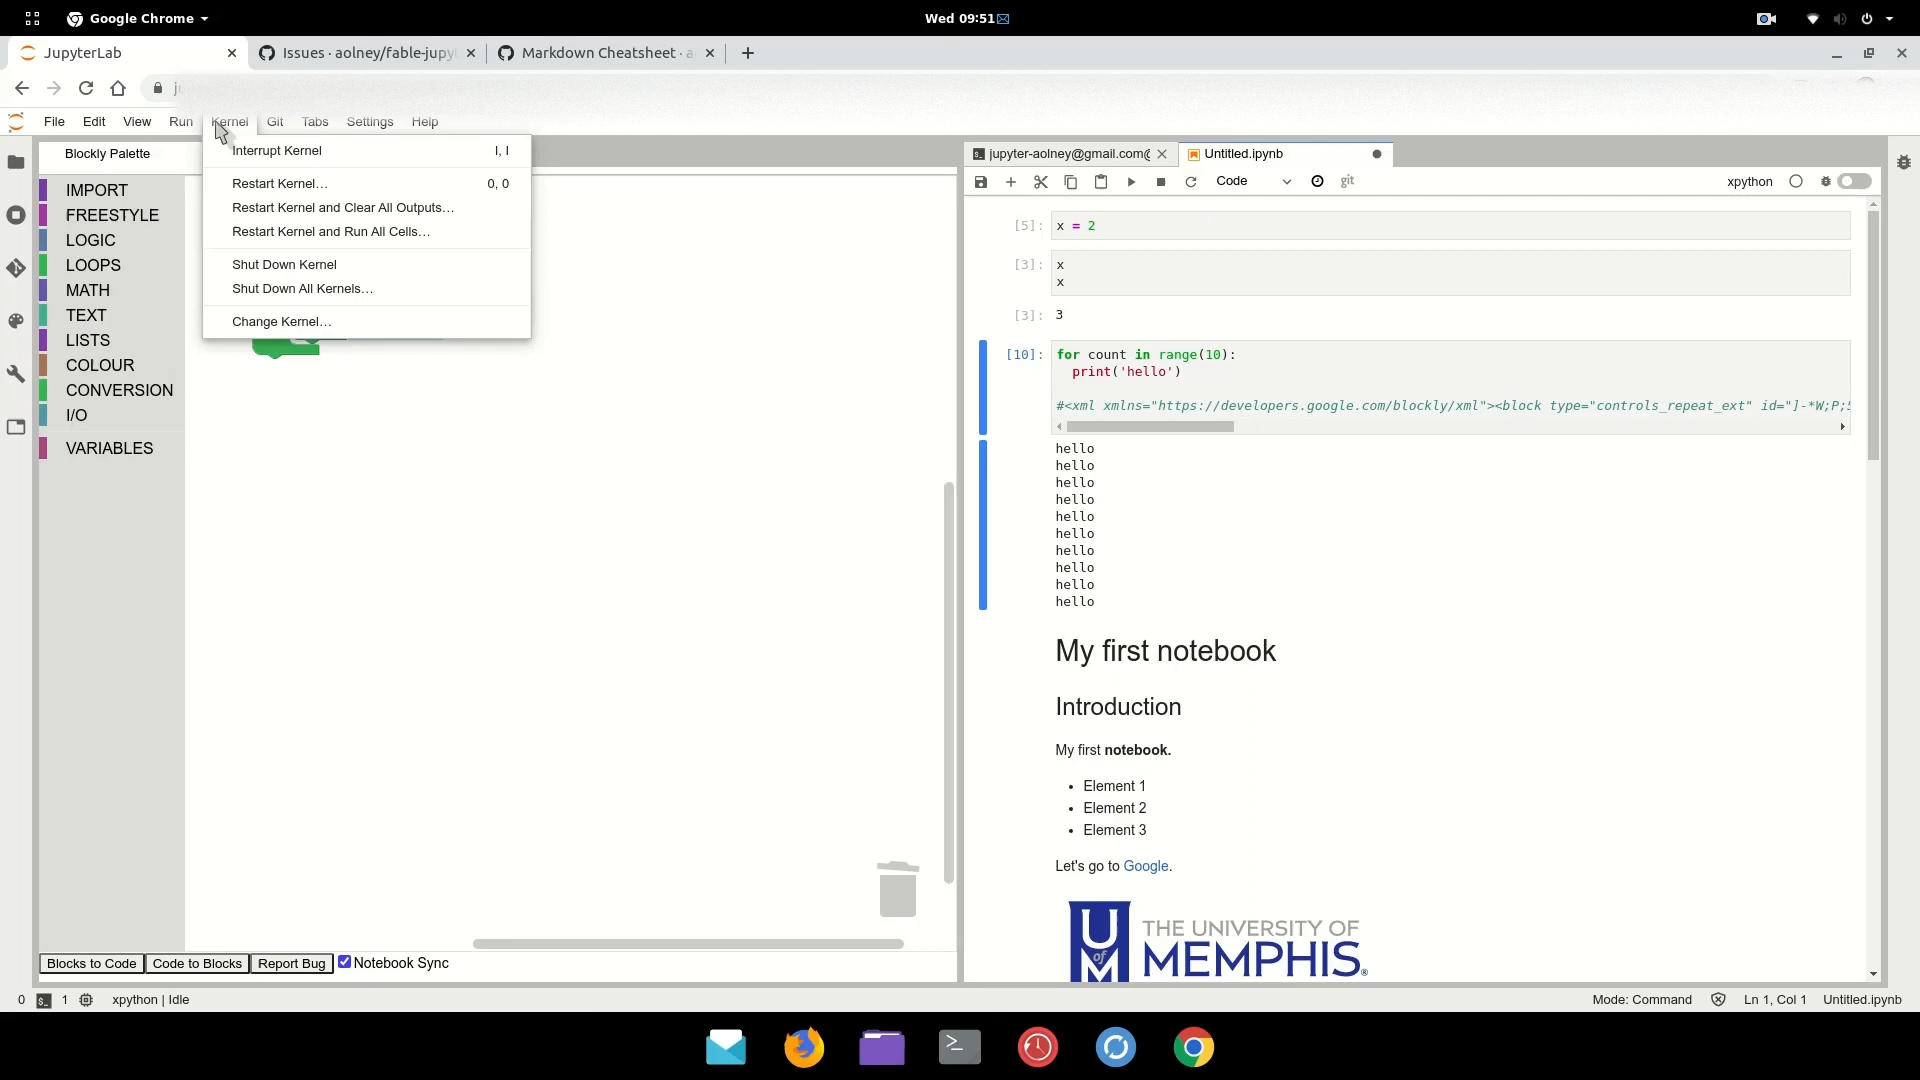 Google Chrome
Wed 09:51
JupyterLab
Issues · aolney/fable-jupy
Markdown Cheatsheet · a
File Edit View Run Kernel Git Tabs Settings Help
Blockly Palette
IMPORT
FREESTYLE
LOGIC
LOOPS
MATH
TEXT
LISTS
COLOUR
CONVERSION
I/O
VARIABLES
Interrupt Kernel I, I
Restart Kernel… 0, 0
Restart Kernel and Clear All Outputs…
Restart Kernel and Run All Cells…
Shut Down Kernel
Shut Down All Kernels…
Change Kernel…
Blocks to Code Code to Blocks Report Bug Notebook Sync
jupyter-aolney@gmail.com@ Untitled.ipynb
Code git xpython
[5]: x = 2
[3]: x
x
[3]: 3
[10]: for count in range(10):
print('hello')
#<xml xmlns="https://developers.google.com/blockly/xml"><block type="controls_repeat_ext" id="]-*W;P;
hello
hello
hello
hello
hello
hello
hello
hello
hello
hello
My first notebook
Introduction
My first notebook.
• Element 1
• Element 2
• Element 3
Let's go to Google.
U of M
THE UNIVERSITY OF
MEMPHIS®
0 $_ 1 xpython | Idle
Mode: Command Ln 1, Col 1 Untitled.ipynb